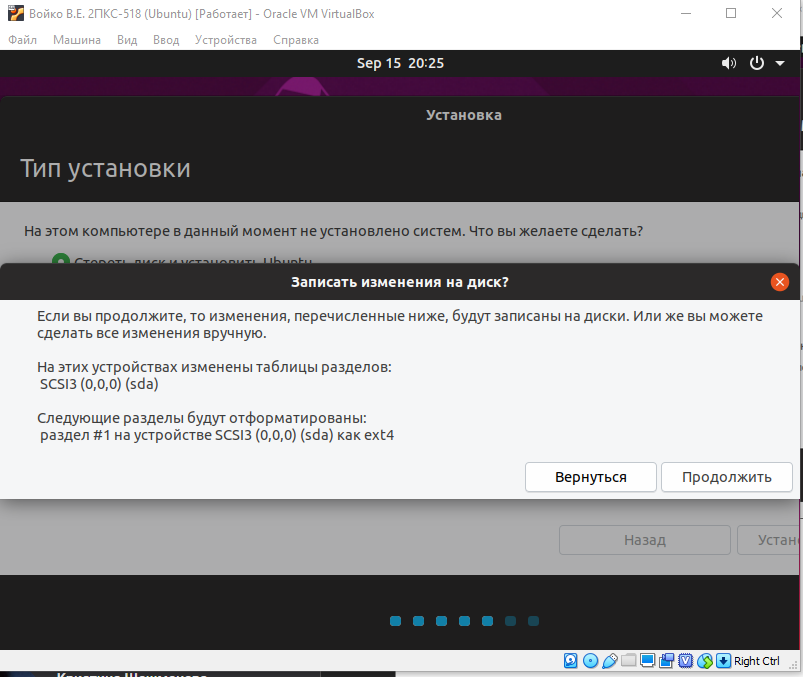 Войко В.Е. 2ПКС-518 (Ubuntu) [Работает] - Oracle VM VirtualBox
Файл Машина Вид Ввод Устройства Справка
Sep 15 20:25
Установка
Тип установки
На этом компьютере в данный момент не установлено систем. Что вы желаете сделать?
Стереть диск и установить Ubuntu
Записать изменения на диск?
Если вы продолжите, то изменения, перечисленные ниже, будут записаны на диски. Или же вы можете
сделать все изменения вручную.
На этих устройствах изменены таблицы разделов:
SCSI3 (0,0,0) (sda)
Следующие разделы будут отформатированы:
раздел #1 на устройстве SCSI3 (0,0,0) (sda) как ext4
Вернуться Продолжить
Назад Устано
Right Ctrl